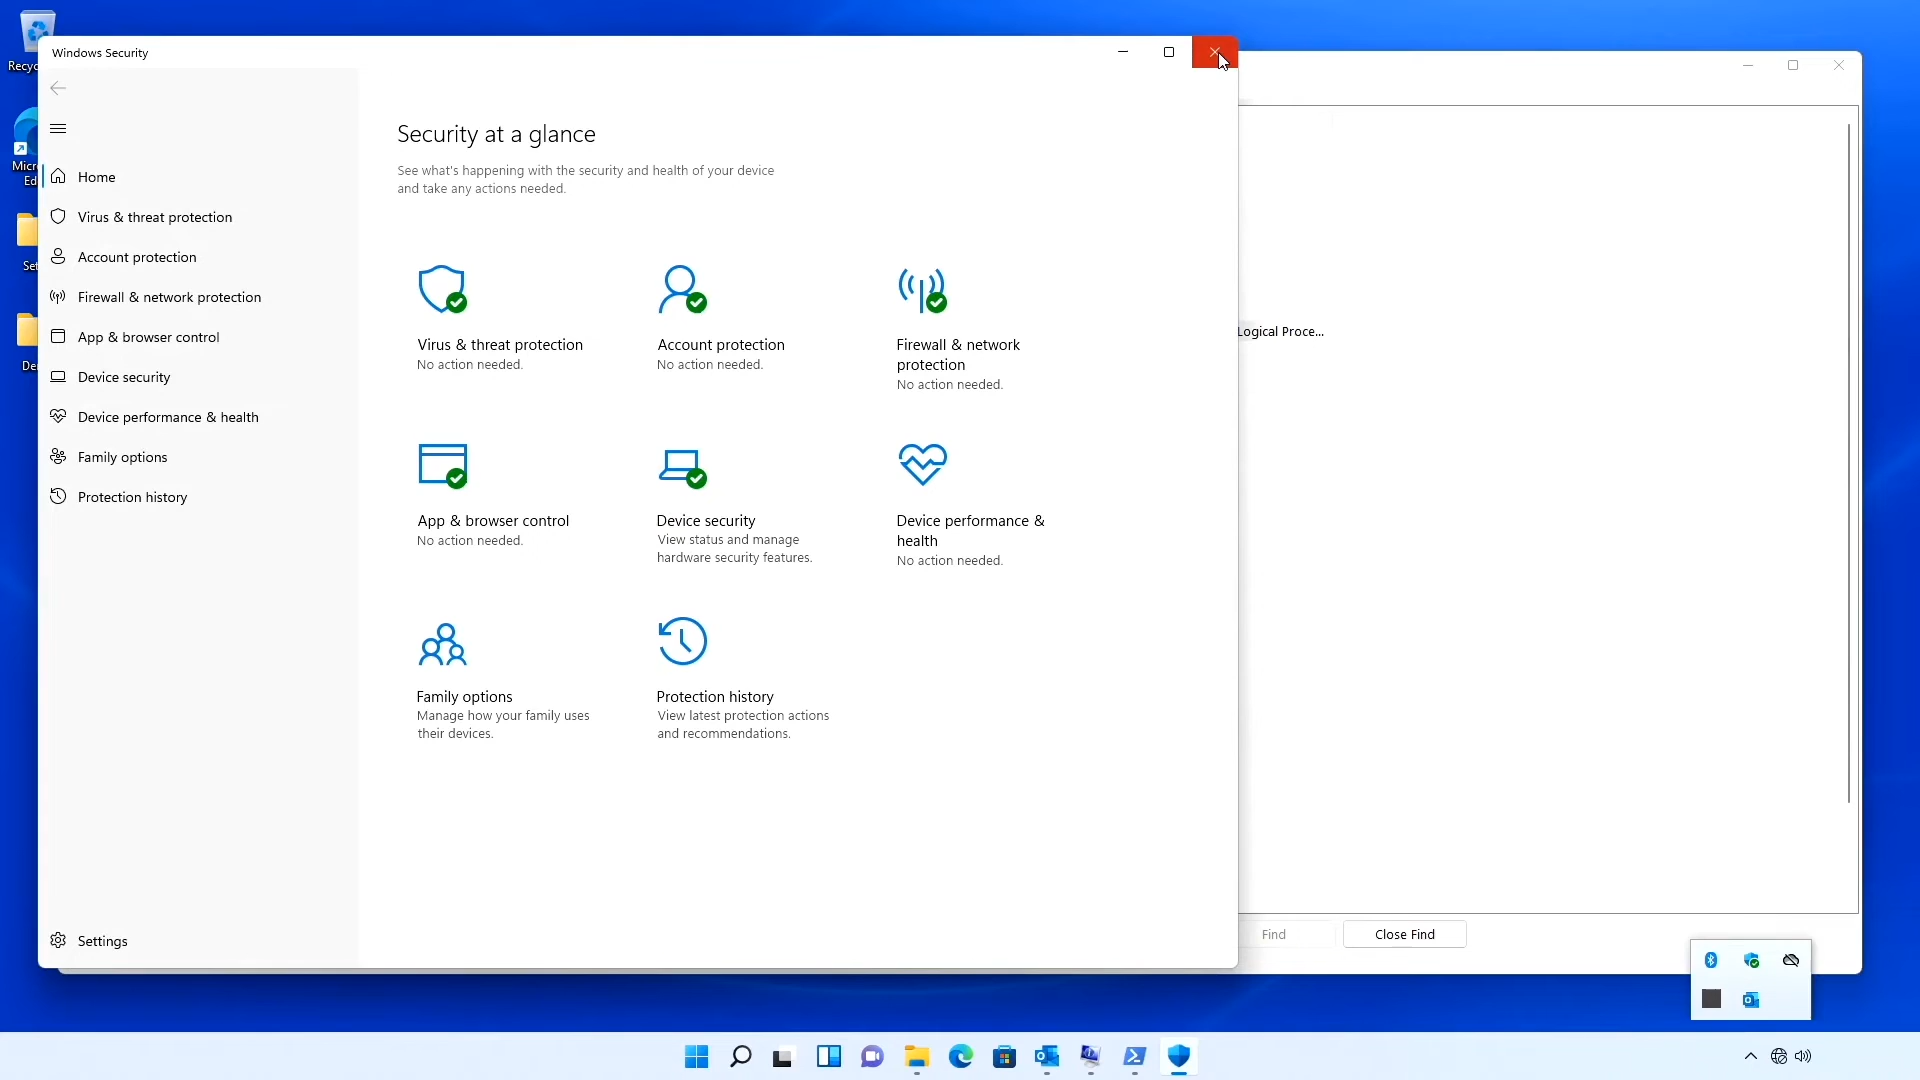 Windows Security
Home
Virus & threat protection
Account protection
Firewall & network protection
App & browser control
Device security
Device performance & health
Family options
Protection history
Settings
Security at a glance
See what's happening with the security and health of your device
and take any actions needed.
Virus & threat protection
No action needed.
Account protection
No action needed.
Firewall & network
protection
No action needed.
App & browser control
No action needed.
Device security
View status and manage
hardware security features.
Device performance &
health
No action needed.
Family options
Manage how your family uses
their devices.
Protection history
View latest protection actions
and recommendations.
Logical Proce...
Find
Close Find